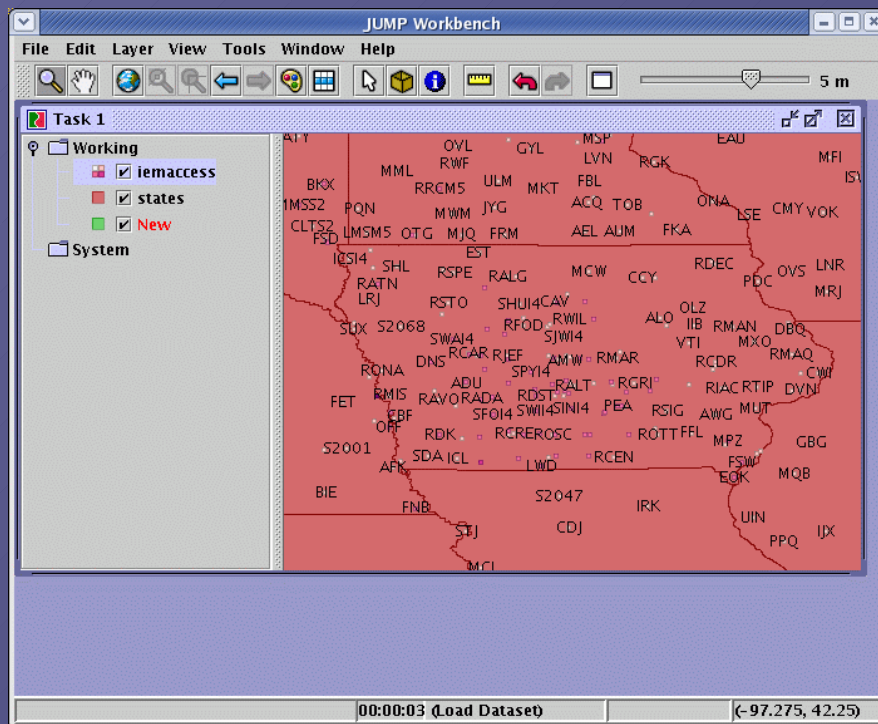 JUMP Workbench
File Edit Layer View Tools Window Help
5 m
Task 1
Working
iemaccess
states
New
System
OVL GYL MSP EAU
RWF LVN RGK MFI
MML
BKX RRCM5 ULM MKT FBL
PQN MWM JYG ACQ TOB ONA LSE CMY VOK
CLTS2 LMSM5 OTG MJQ FRM AEL AUM FKA
FSD
EST
ICSI4 SHL RSPE RALG MCW CCY RDEC PDC OVS LNR
RATN MRJ
LRJ RSTO SHUI4 CAV OLZ
SUX S2068 RFOD RWIL ALO IIB RMAN DBQ
SWAI4 SJWI4 VTI MXO
DNS RCAR RJEF AMW RMAR RCDR RMAQ
RONA SPYI4 CWI
ADU RALT RGRI RIAC RTIP DVN
FET RMIS RAVO RADA RDST PEA
OFF SFOI4 SWI4 SINI4 RSIG AWG MUT
RDK RCRE ROSC ROTT FFL MPZ GBG
S2001 SDA ICL LWD RCEN FSW MQB
AFK EOK
BIE S2047
FNB IRK
STJ CDJ UIN IJX
PPQ
00:00:03 (Load Dataset) (-97.275, 42.25)